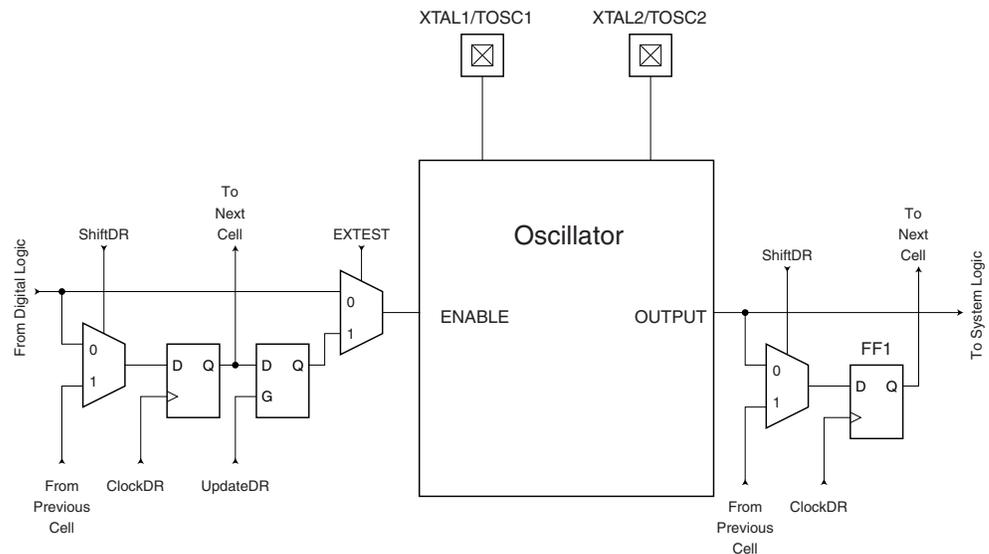 XTAL1/TOSC1
XTAL2/TOSC2
To
Next
Cell
ShiftDR
EXTEST
From Digital Logic
0
1
D Q
D Q
G
0
1
From
Previous
Cell
ClockDR
UpdateDR
Oscillator
ENABLE
OUTPUT
To
Next
Cell
ShiftDR
To System Logic
FF1
0
1
D Q
From
Previous
Cell
ClockDR